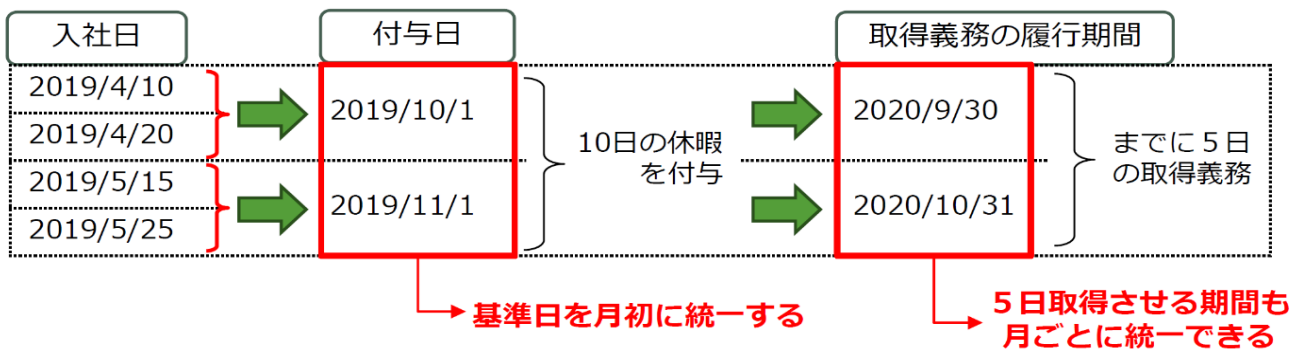 入社日
付与日
取得義務の履行期間
2019/4/10
2019/4/20
2019/5/15
2019/5/25
2019/10/1
2019/11/1
10日の休暇
を付与
2020/9/30
2020/10/31
までに５日
の取得義務
基準日を月初に統一する
５日取得させる期間も
月ごとに統一できる